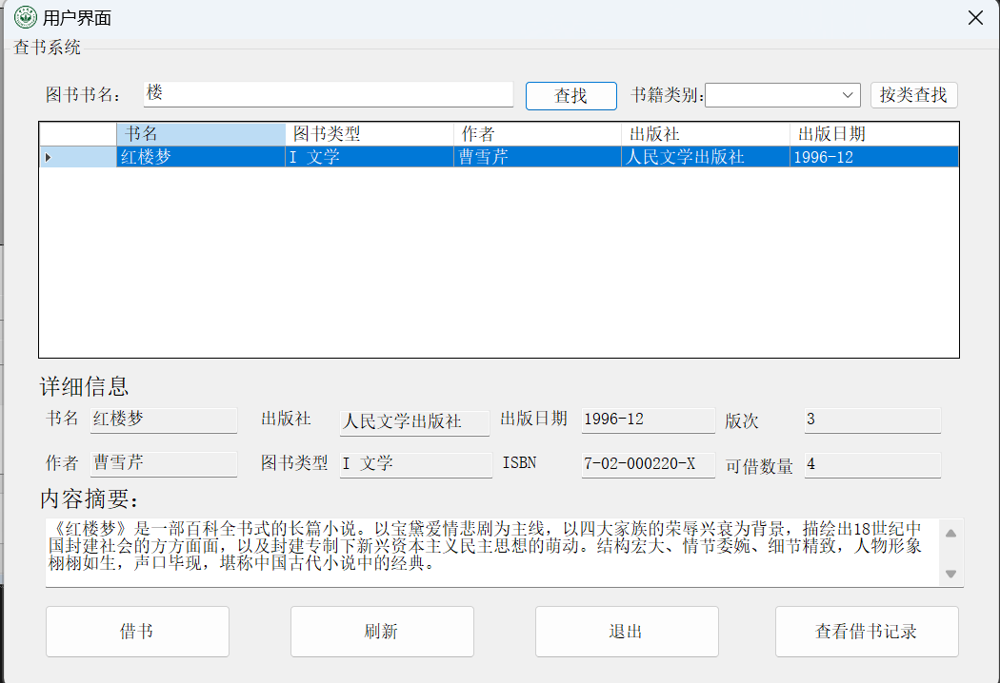 用户界面
查书系统
图书书名: 楼 查找 书籍类别: 按类查找
书名 图书类型 作者 出版社 出版日期
红楼梦 I 文学 曹雪芹 人民文学出版社 1996-12
详细信息
书名 红楼梦 出版社 人民文学出版社 出版日期 1996-12 版次 3
作者 曹雪芹 图书类型 I 文学 ISBN 7-02-000220-X 可借数量 4
内容摘要:
《红楼梦》是一部百科全书式的长篇小说。以宝黛爱情悲剧为主线，以四大家族的荣辱兴衰为背景，描绘出18世纪中
国封建社会的方方面面，以及封建专制下新兴资本主义民主思想的萌动。结构宏大、情节委婉、细节精致，人物形象
栩栩如生，声口毕现，堪称中国古代小说中的经典。
借书 刷新 退出 查看借书记录